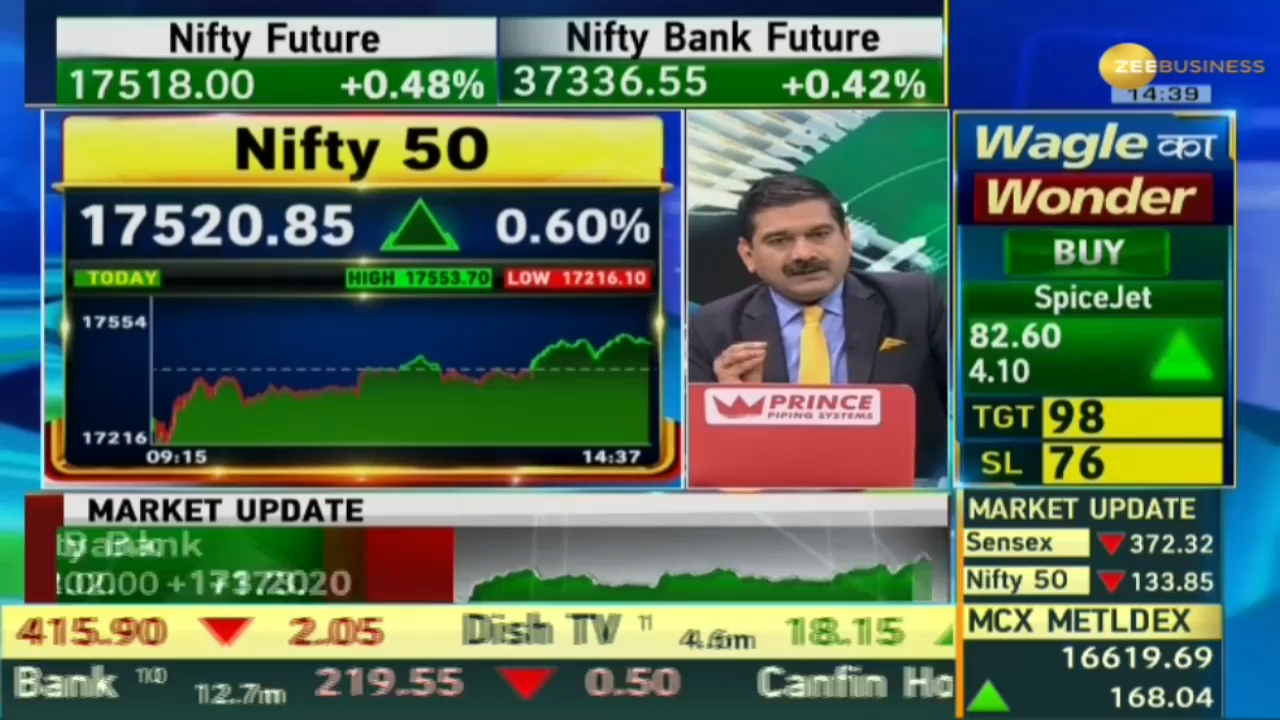 Nifty Future
17518.00 +0.48%
Nifty Bank Future
37336.55 +0.42%
ZEEBUSINESS
14:39
Nifty 50
17520.85 0.60%
TODAY HIGH 17553.70 LOW 17216.10
17554
17216
09:15 14:37
PRINCE
PIPING SYSTEMS
Wagle का
Wonder
BUY
SpiceJet
82.60
4.10
TGT 98
SL 76
MARKET UPDATE
MARKET UPDATE
Sensex 372.32
Nifty 50 133.85
MCX METLDEX
16619.69
168.04
415.90 2.05 Dish TV 18.15
Bank 12.7m 219.55 0.50 Canfin Ho